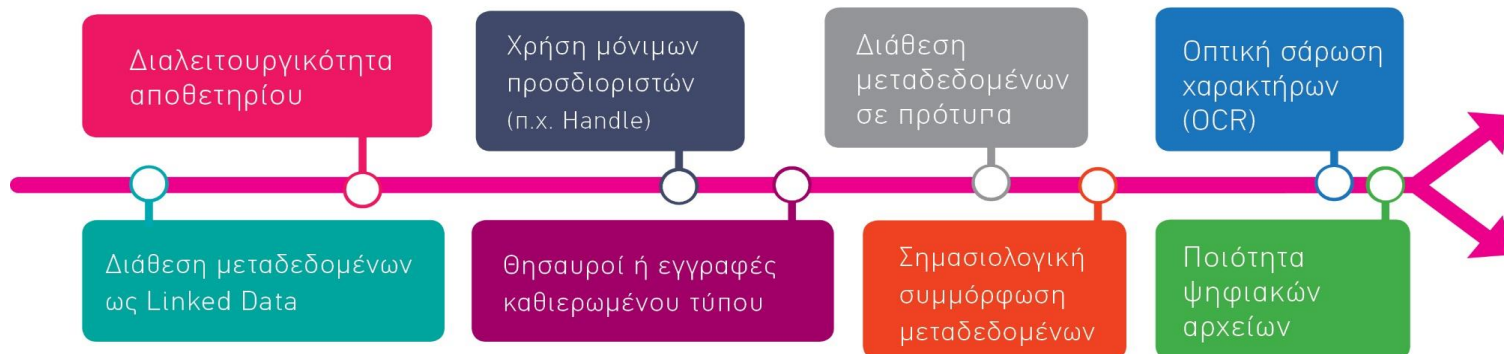 Διαλειτουργικότητα
αποθετηρίου
Χρήση μόνιμων
προσδιοριστών
(π.χ. Handle)
Διάθεση
μεταδεδομένων
σε πρότυπα
Οπτική σάρωση
χαρακτήρων
(OCR)
Διάθεση μεταδεδομένων
ως Linked Data
Θησαυροί ή εγγραφές
καθιερωμένου τύπου
Σημασιολογική
συμμόρφωση
μεταδεδομένων
Ποιότητα
ψηφιακών
αρχείων